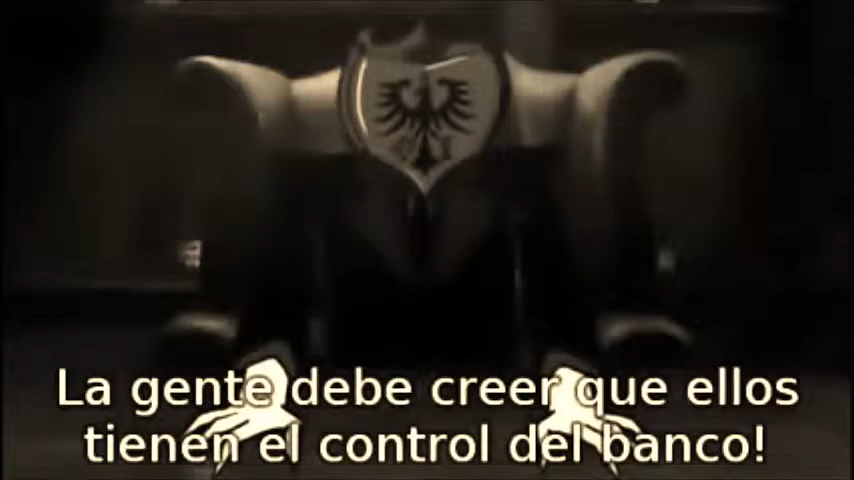 La gente debe creer que ellos
tienen el control del banco!